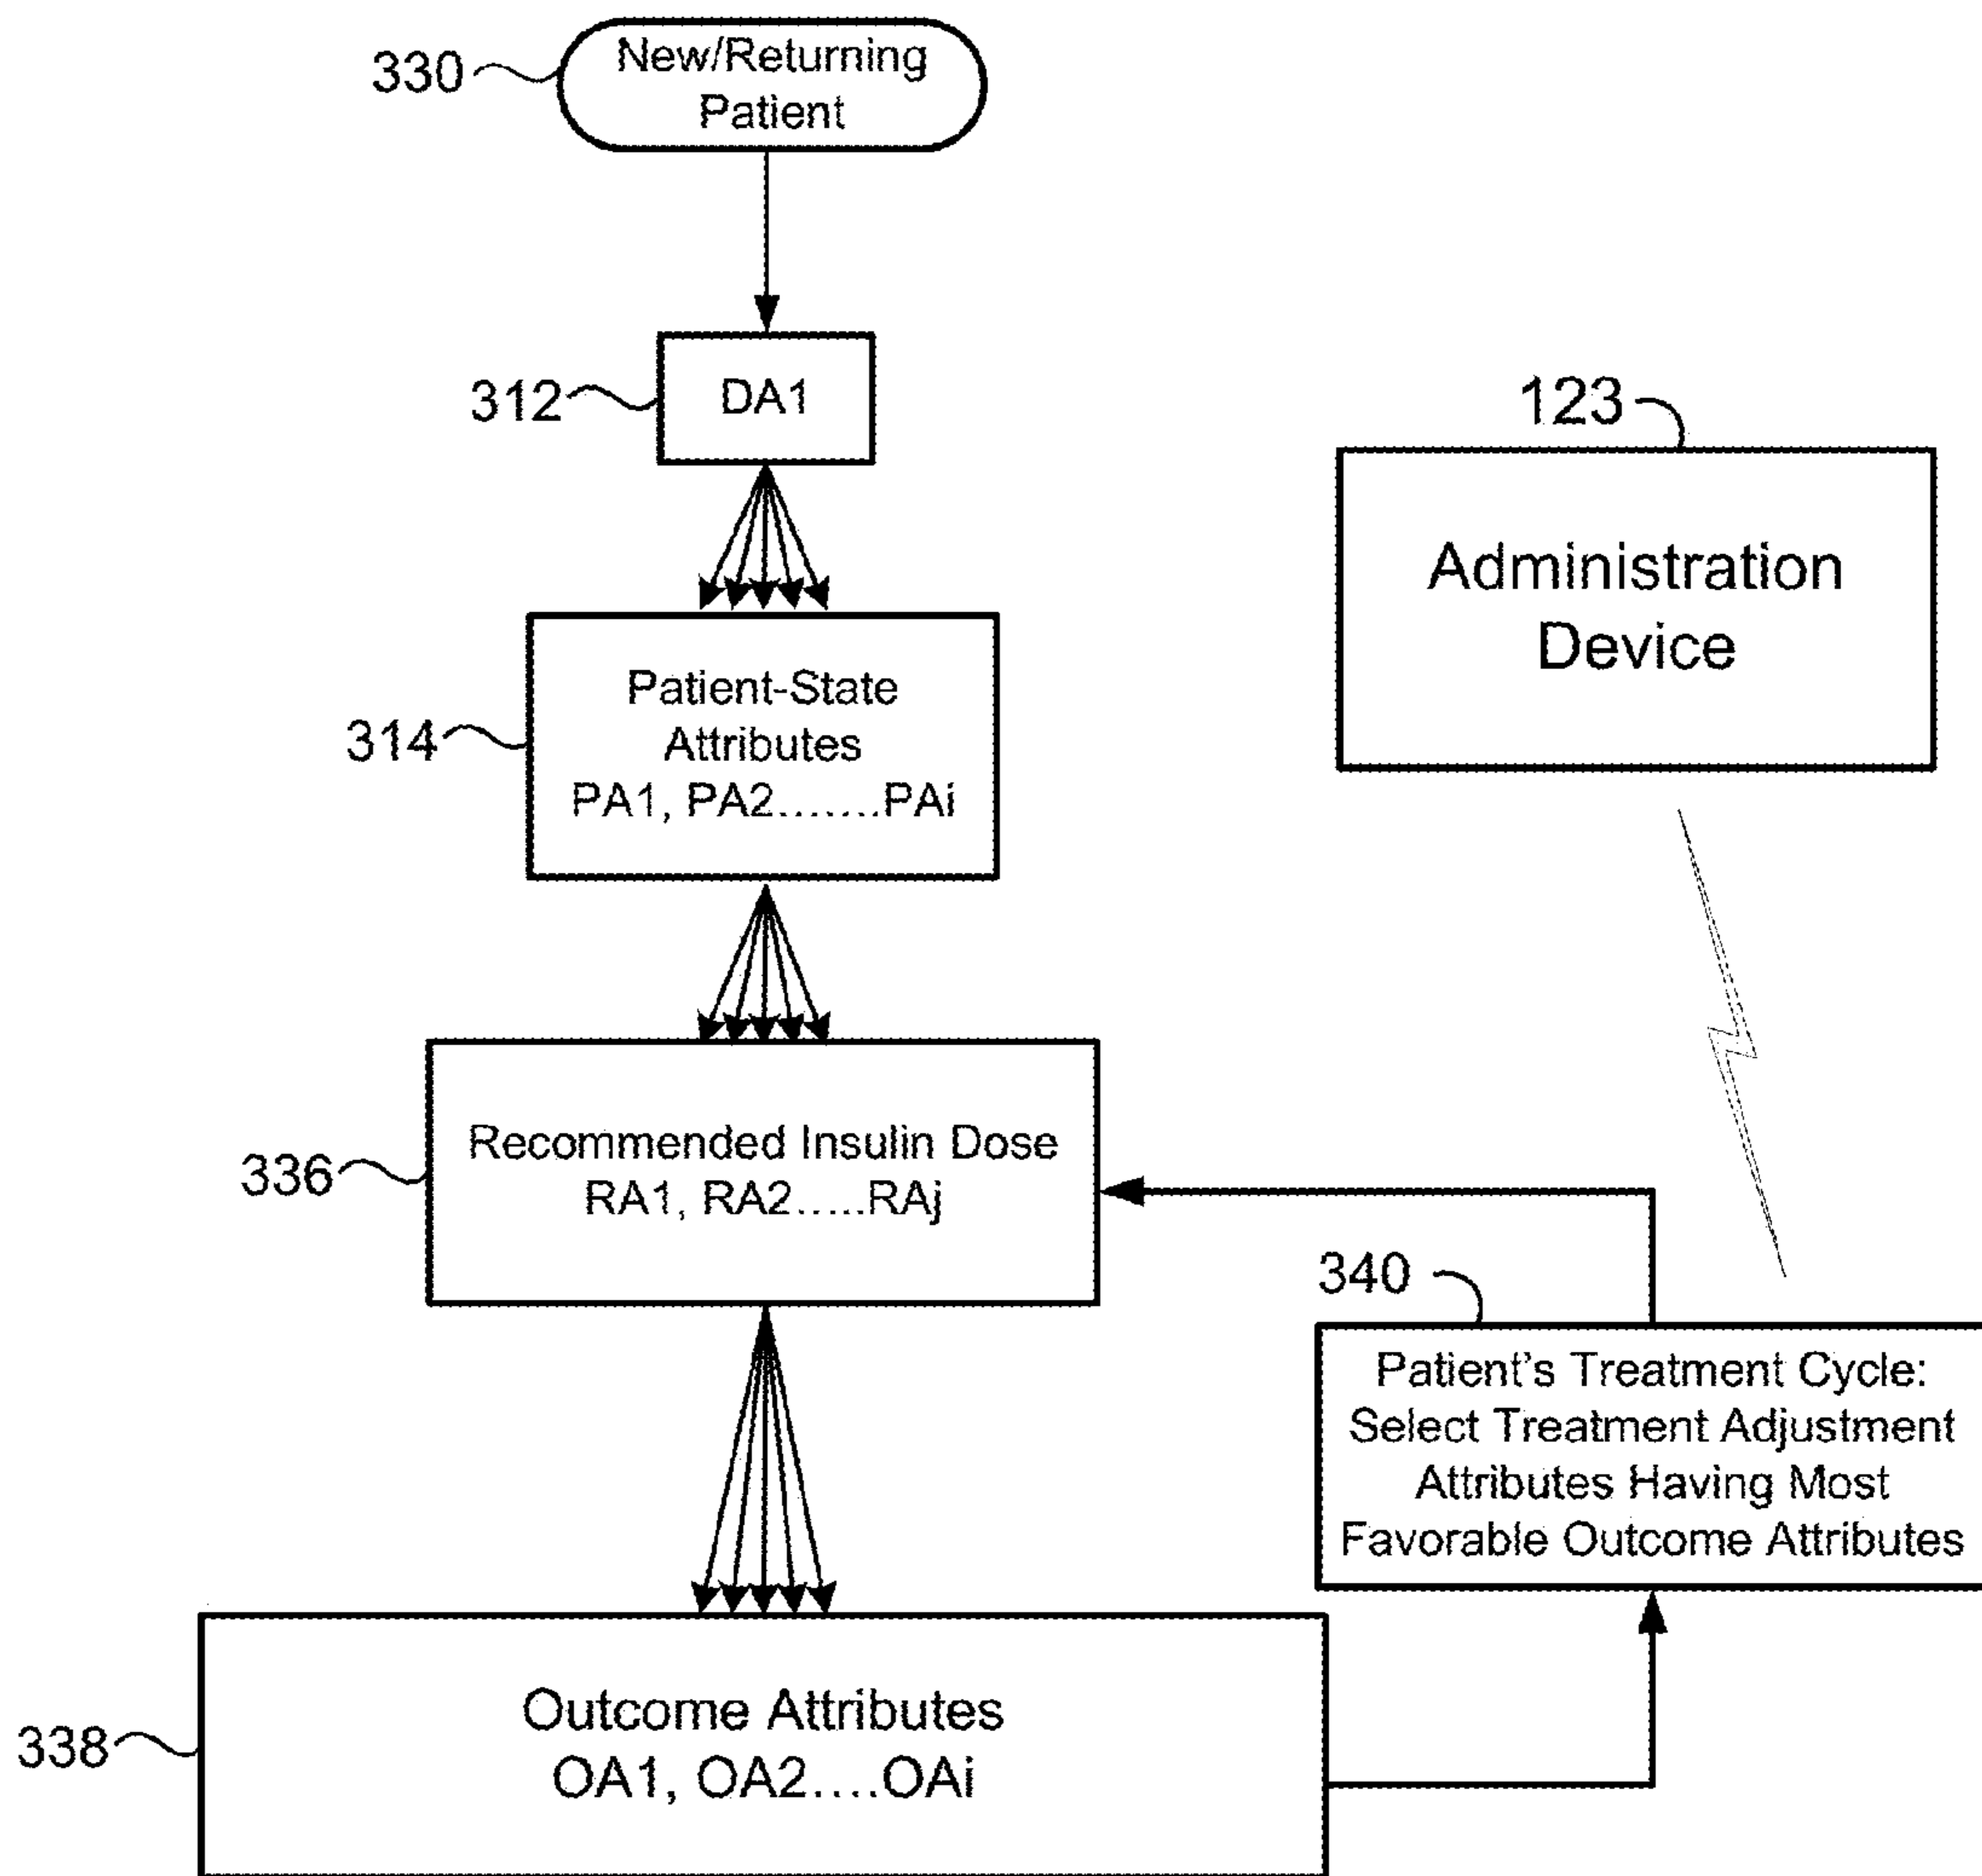 330
New/Returning
Patient
312
DA1
123
Administration
Device
314
Patient-State
Attributes
PA1, PA2.......PAi
336
Recommended Insulin Dose
RA1, RA2.....RAj
340
Patient's Treatment Cycle:
Select Treatment Adjustment
Attributes Having Most
Favorable Outcome Attributes
338
Outcome Attributes
OA1, OA2....OAi